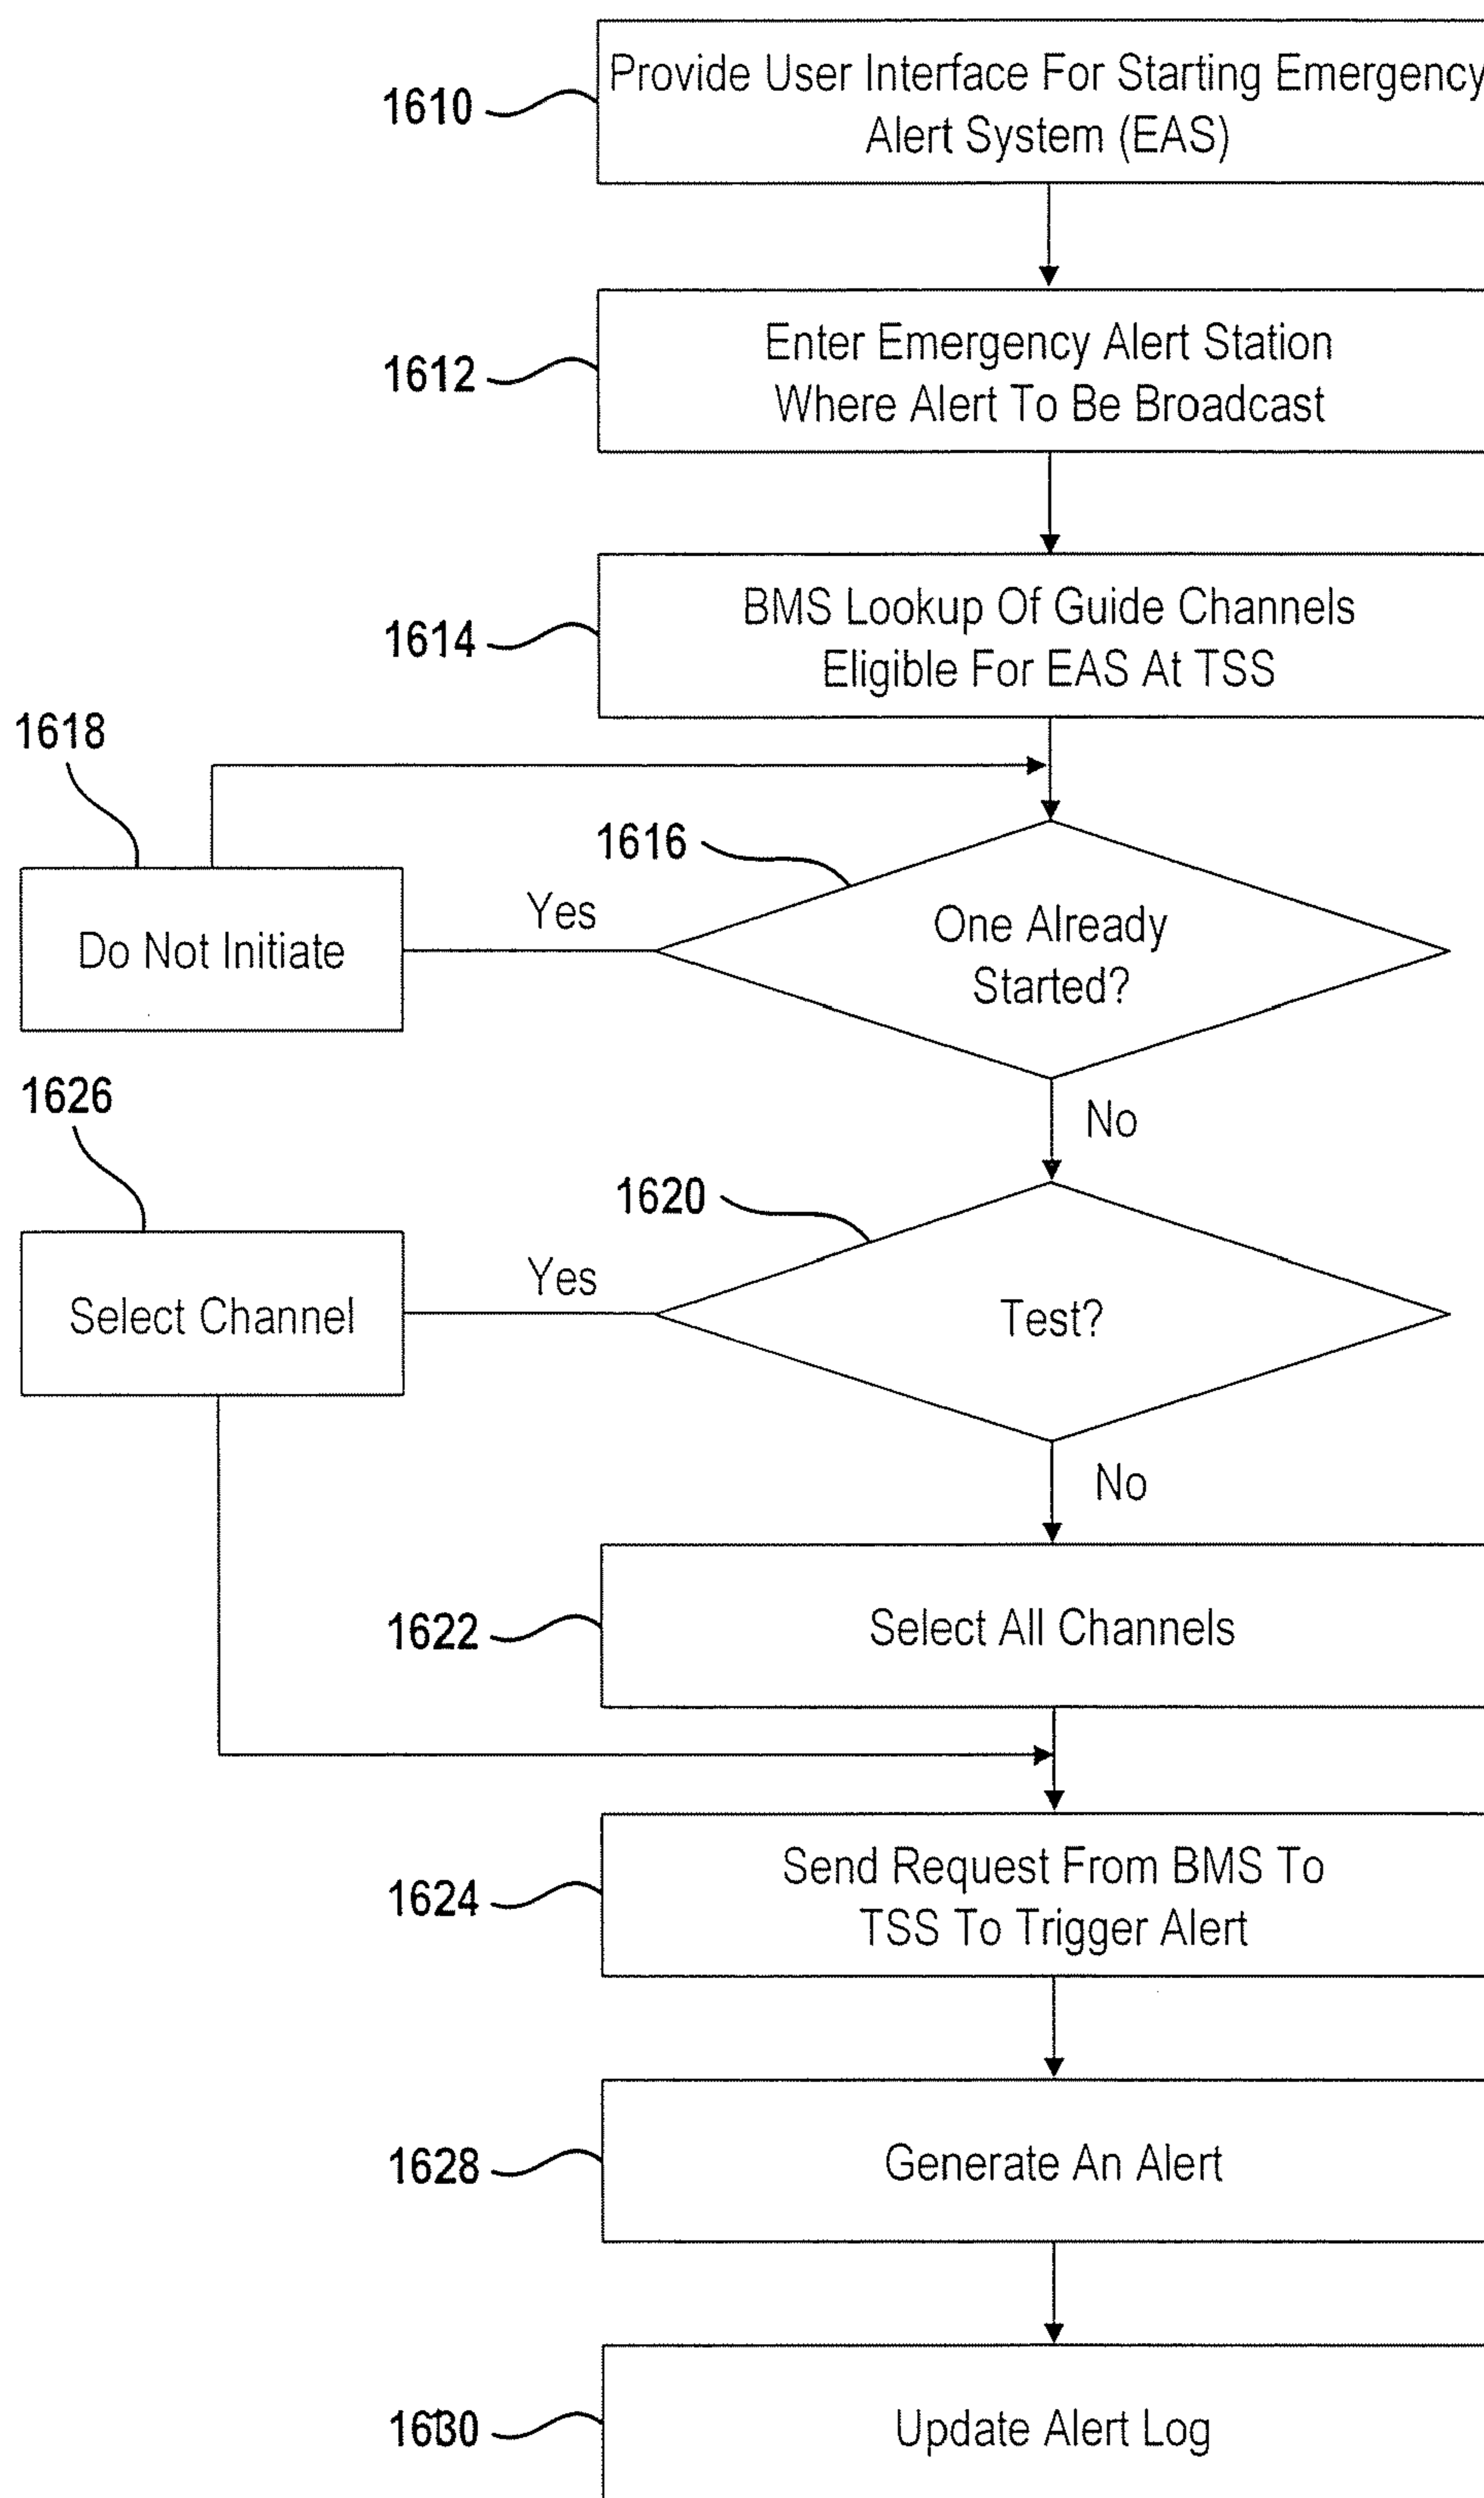 1610
Provide User Interface For Starting Emergency
Alert System (EAS)
1612
Enter Emergency Alert Station
Where Alert To Be Broadcast
1614
BMS Lookup Of Guide Channels
Eligible For EAS At TSS
1618
1616
Do Not Initiate
Yes
One Already
Started?
No
1626
1620
Select Channel
Yes
Test?
No
1622
Select All Channels
1624
Send Request From BMS To
TSS To Trigger Alert
1628
Generate An Alert
1630
Update Alert Log